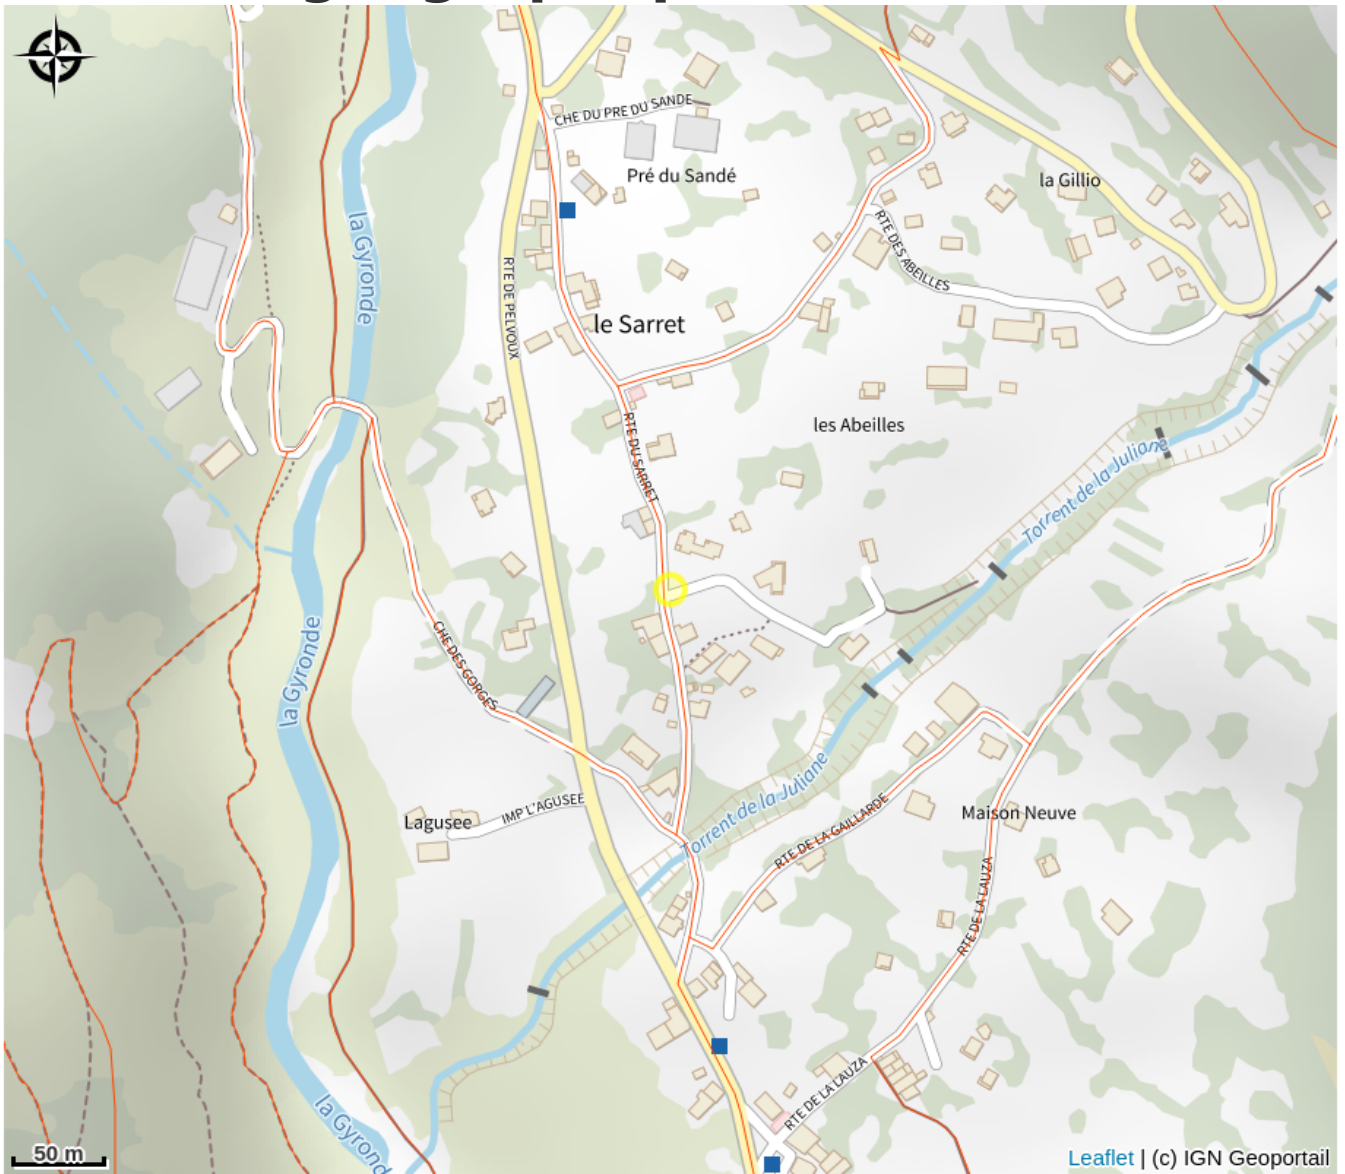 CHE DU PRE DU SANDE
Pré du Sandé
la Gillio
la Gyronde
RTE DES ABEILLES
RTE DE PELVOUX
le Sarret
les Abeilles
RTE DU SARRET
Torrent de la Juliane
la Gyronde
CHE DES GORGES
IMP L'AGUSEE
Lagusee
Torrent de la Juliane
RTE DE LA GAILLARDE
Maison Neuve
RTE DE LA LAUZA
RTE DE LA LAUZA
la Gyrond
50 m
Leaflet | (c) IGN Geoportail